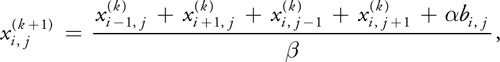 x_{i,j}^{(k+1)} = \frac{x_{i-1,j}^{(k)} + x_{i+1,j}^{(k)} + x_{i,j-1}^{(k)} + x_{i,j+1}^{(k)} + \alpha b_{i,j}}{\beta},